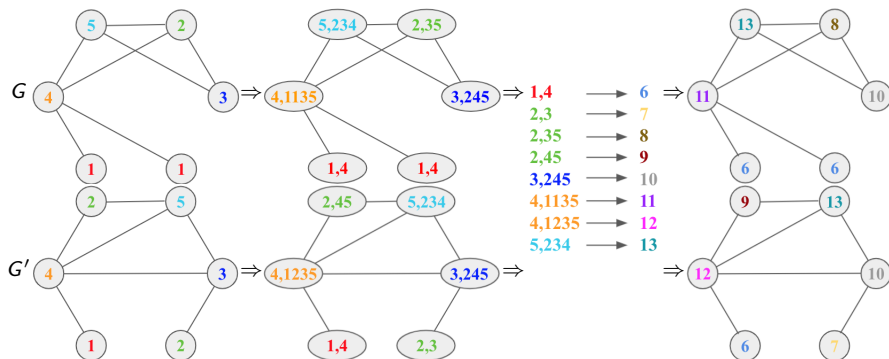 5 2
G 4 3
1 1
⇒
5,234 2,35
4,1135 3,245
1,4 1,4
⇒
1,4 → 6
2,3 → 7
2,35 → 8
2,45 → 9
3,245 → 10
4,1135 → 11
4,1235 → 12
5,234 → 13
⇒
13 8
11 10
6 6
2 5
G′ 4 3
1 2
⇒
2,45 5,234
4,1235 3,245
1,4 2,3
⇒
⇒
9 13
12 10
6 7